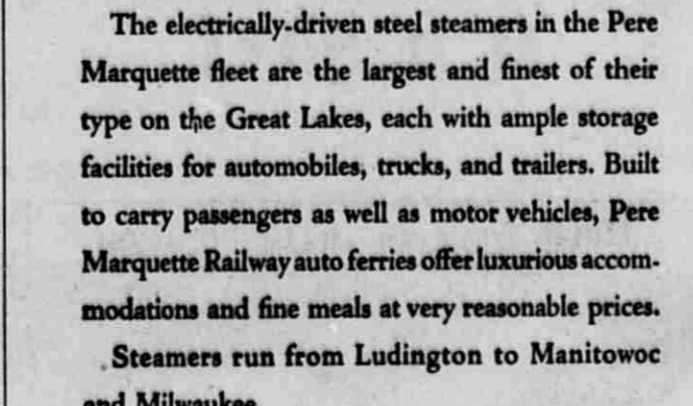 The electrically-driven steel steamers in the Pere
Marquette fleet are the largest and finest of their
type on the Great Lakes, each with ample storage
facilities for automobiles, trucks, and trailers. Built
to carry passengers as well as motor vehicles, Pere
Marquette Railway auto ferries offer luxurious accom-
modations and fine meals at very reasonable prices.
Steamers run from Ludington to Manitowoc
and Milwaukee.